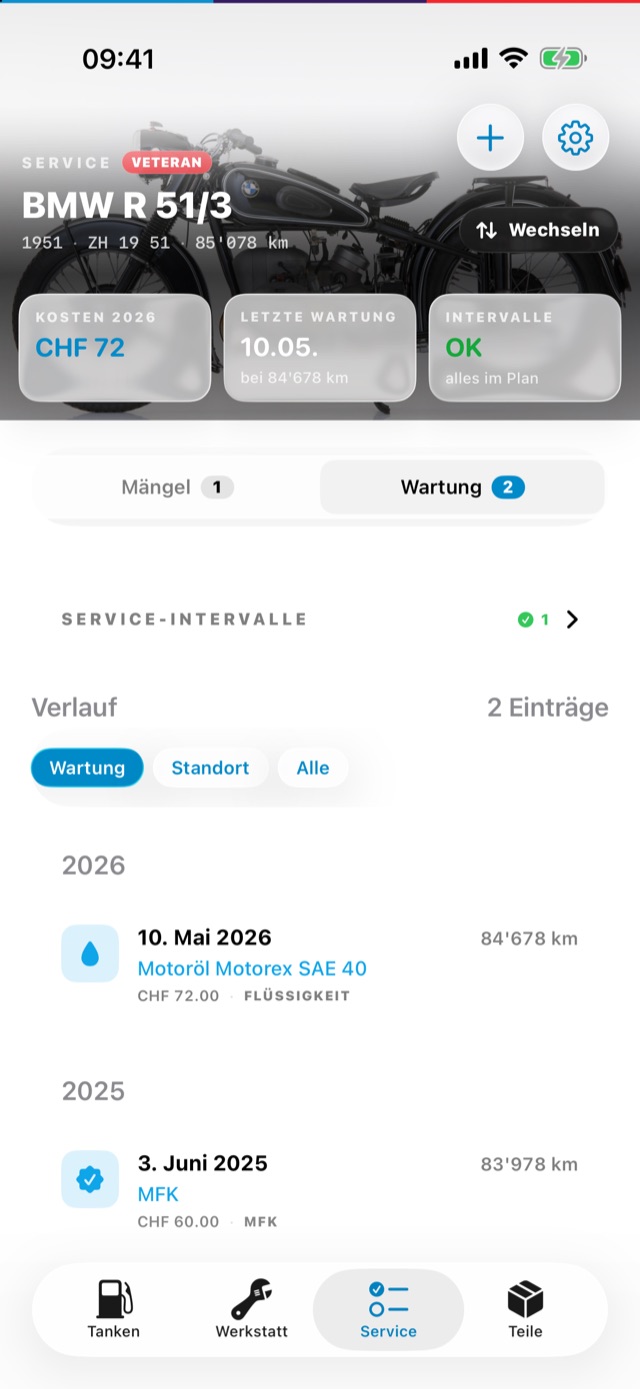 09:41
SERVICE VETERAN
BMW R 51/3
1951 · ZH 19 51 · 85'078 km
Wechseln
KOSTEN 2026
CHF 72
LETZTE WARTUNG
10.05.
bei 84'678 km
INTERVALLE
OK
alles im Plan
Mängel 1
Wartung 2
SERVICE-INTERVALLE 1
Verlauf 2 Einträge
Wartung Standort Alle
2026
10. Mai 2026 84'678 km
Motoröl Motorex SAE 40
CHF 72.00 · FLÜSSIGKEIT
2025
3. Juni 2025 83'978 km
MFK
CHF 60.00 · MFK
Tanken Werkstatt Service Teile